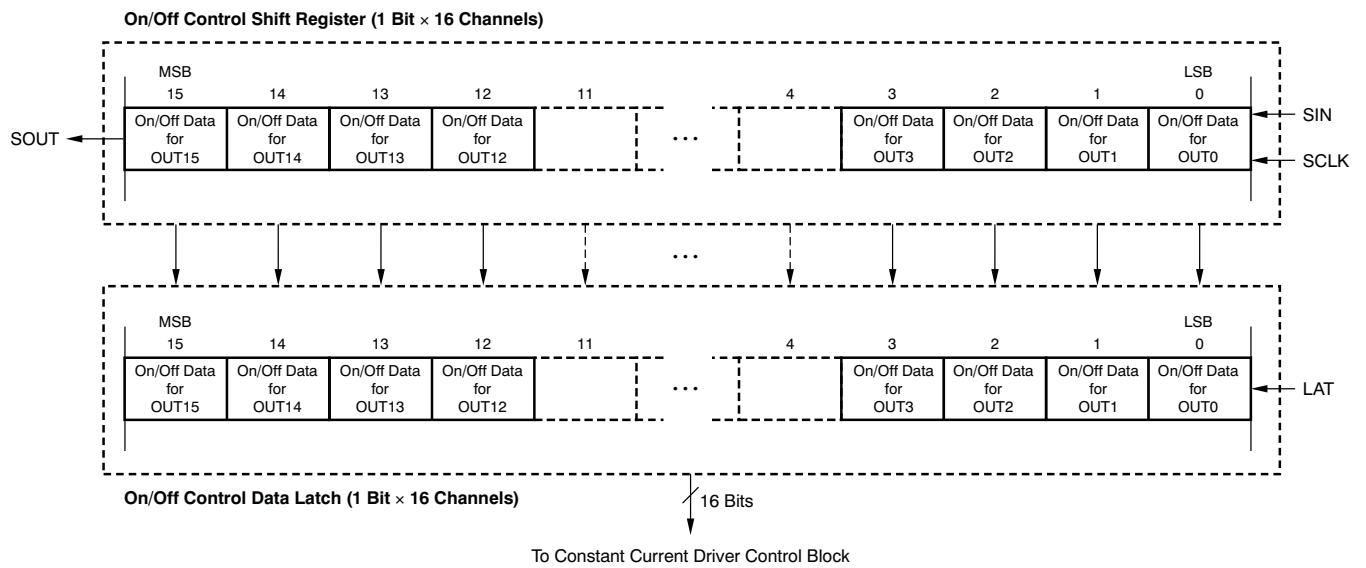 On/Off Control Shift Register (1 Bit × 16 Channels)
MSB LSB
15 14 13 12 11 4 3 2 1 0
On/Off Data for OUT15
On/Off Data for OUT14
On/Off Data for OUT13
On/Off Data for OUT12
...
On/Off Data for OUT3
On/Off Data for OUT2
On/Off Data for OUT1
On/Off Data for OUT0
SOUT
SIN
SCLK
...
MSB LSB
15 14 13 12 11 4 3 2 1 0
On/Off Data for OUT15
On/Off Data for OUT14
On/Off Data for OUT13
On/Off Data for OUT12
...
On/Off Data for OUT3
On/Off Data for OUT2
On/Off Data for OUT1
On/Off Data for OUT0
LAT
On/Off Control Data Latch (1 Bit × 16 Channels)
16 Bits
To Constant Current Driver Control Block